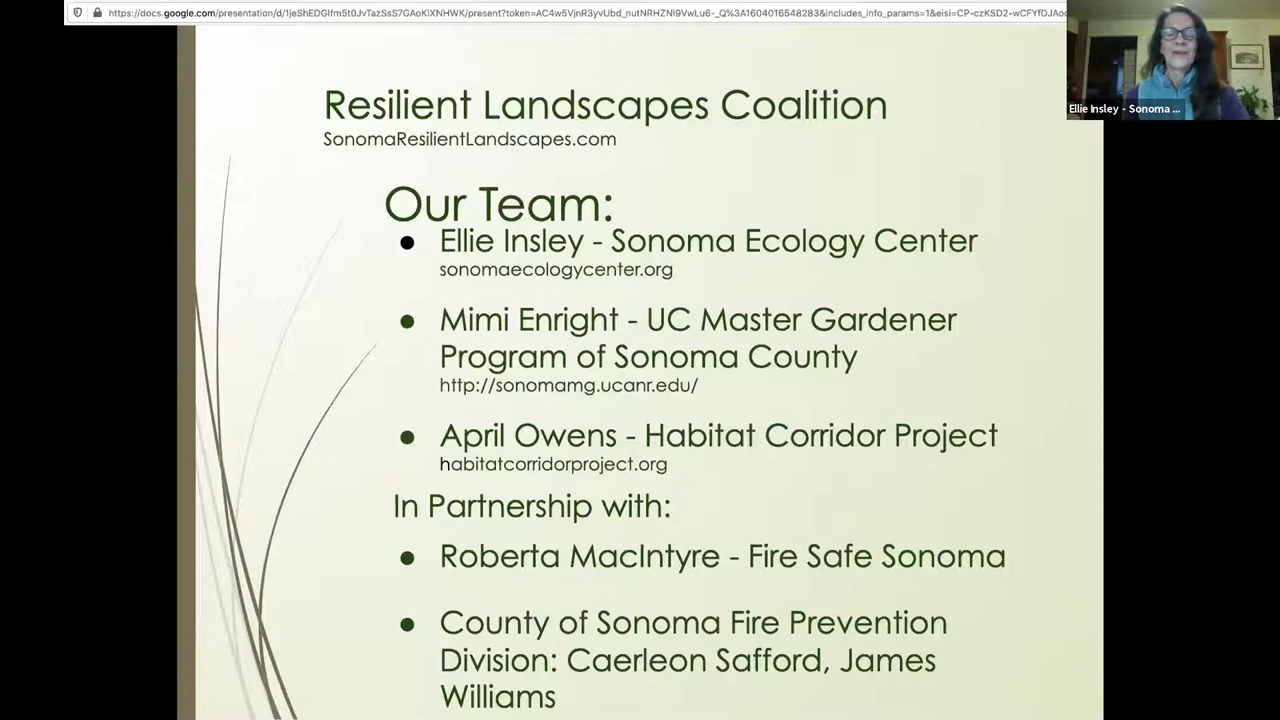 Resilient Landscapes Coalition
SonomaResilientLandscapes.com
Our Team:
● Ellie Insley - Sonoma Ecology Center
sonomaecologycenter.org
● Mimi Enright - UC Master Gardener
Program of Sonoma County
http://sonomamg.ucanr.edu/
● April Owens - Habitat Corridor Project
habitatcorridorproject.org
In Partnership with:
● Roberta MacIntyre - Fire Safe Sonoma
● County of Sonoma Fire Prevention
Division: Caerleon Safford, James
Williams
Ellie Insley - Sonoma ...